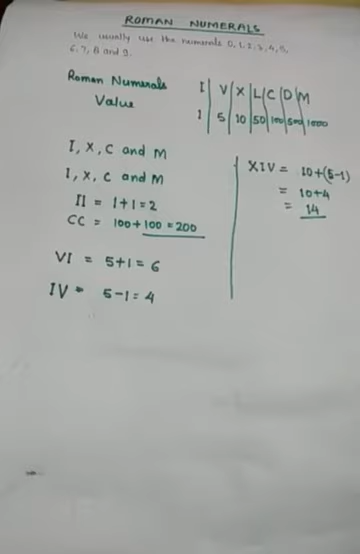 ROMAN NUMERALS
We usually use the numerals 0, 1, 2, 3, 4, 5,
6, 7, 8 and 9.
Roman Numerals I V X L C D M
Value 1 5 10 50 100 500 1000
I, X, C and M
I, X, C and M
II = 1+1=2
CC = 100+100=200
VI = 5+1=6
IV = 5-1=4
XIV = 10+(5-1)
= 10+4
= 14